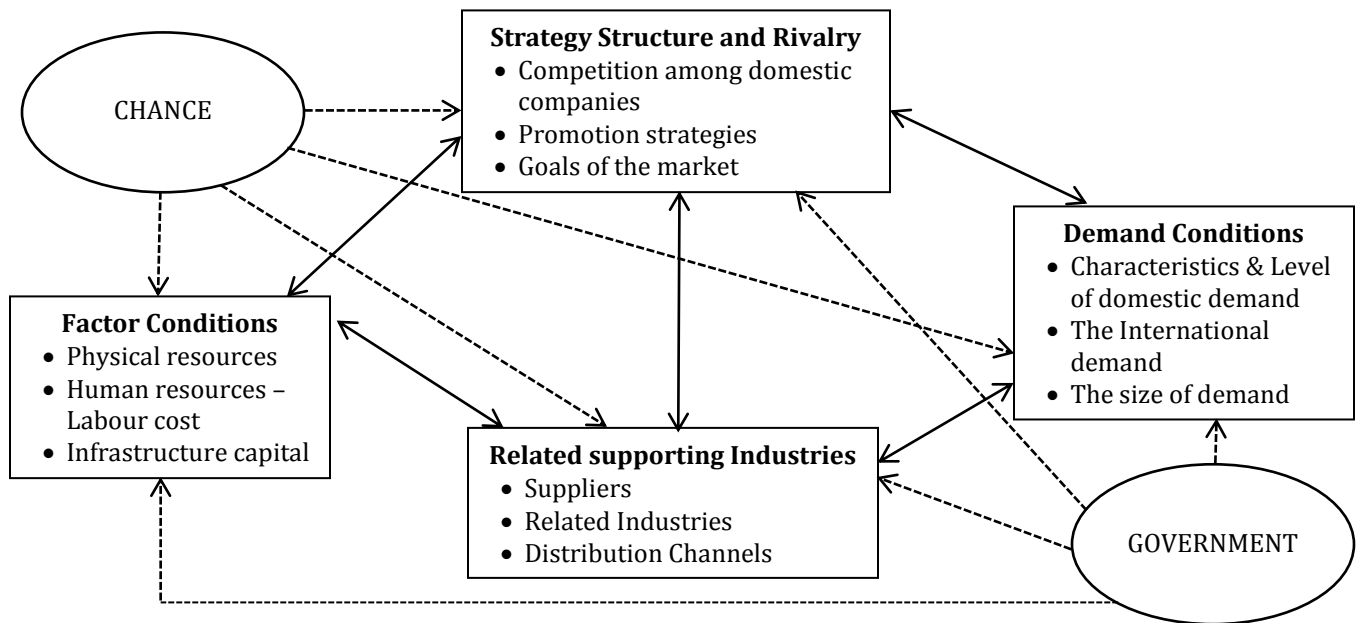 CHANCE
Strategy Structure and Rivalry
• Competition among domestic
companies
• Promotion strategies
• Goals of the market
Demand Conditions
• Characteristics & Level
of domestic demand
• The International
demand
• The size of demand
Factor Conditions
• Physical resources
• Human resources –
Labour cost
• Infrastructure capital
Related supporting Industries
• Suppliers
• Related Industries
• Distribution Channels
GOVERNMENT